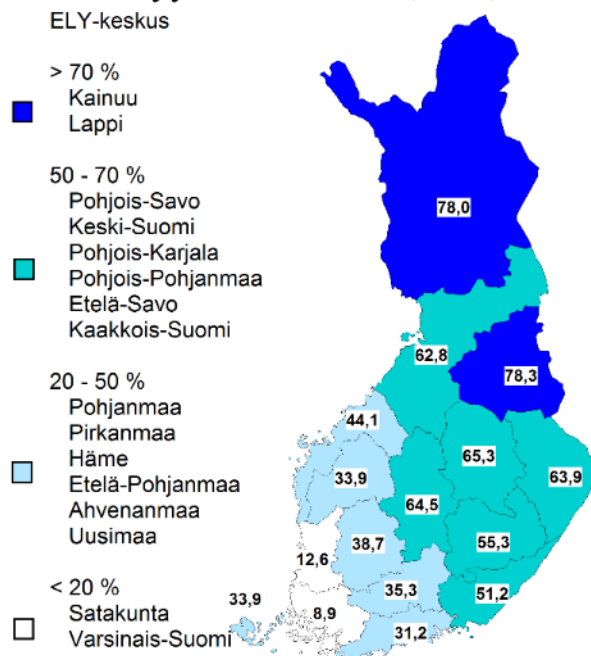 ELY-keskus
> 70 %
Kainuu
Lappi
50 - 70 %
Pohjois-Savo
Keski-Suomi
Pohjois-Karjala
Pohjois-Pohjanmaa
Etelä-Savo
Kaakkois-Suomi
20 - 50 %
Pohjanmaa
Pirkanmaa
Häme
Etelä-Pohjanmaa
Ahvenanmaa
Uusimaa
< 20 %
Satakunta
Varsinais-Suomi
78,0
62,8
78,3
44,1
65,3
33,9
63,9
64,5
38,7
55,3
12,6
35,3
51,2
33,9
8,9
31,2